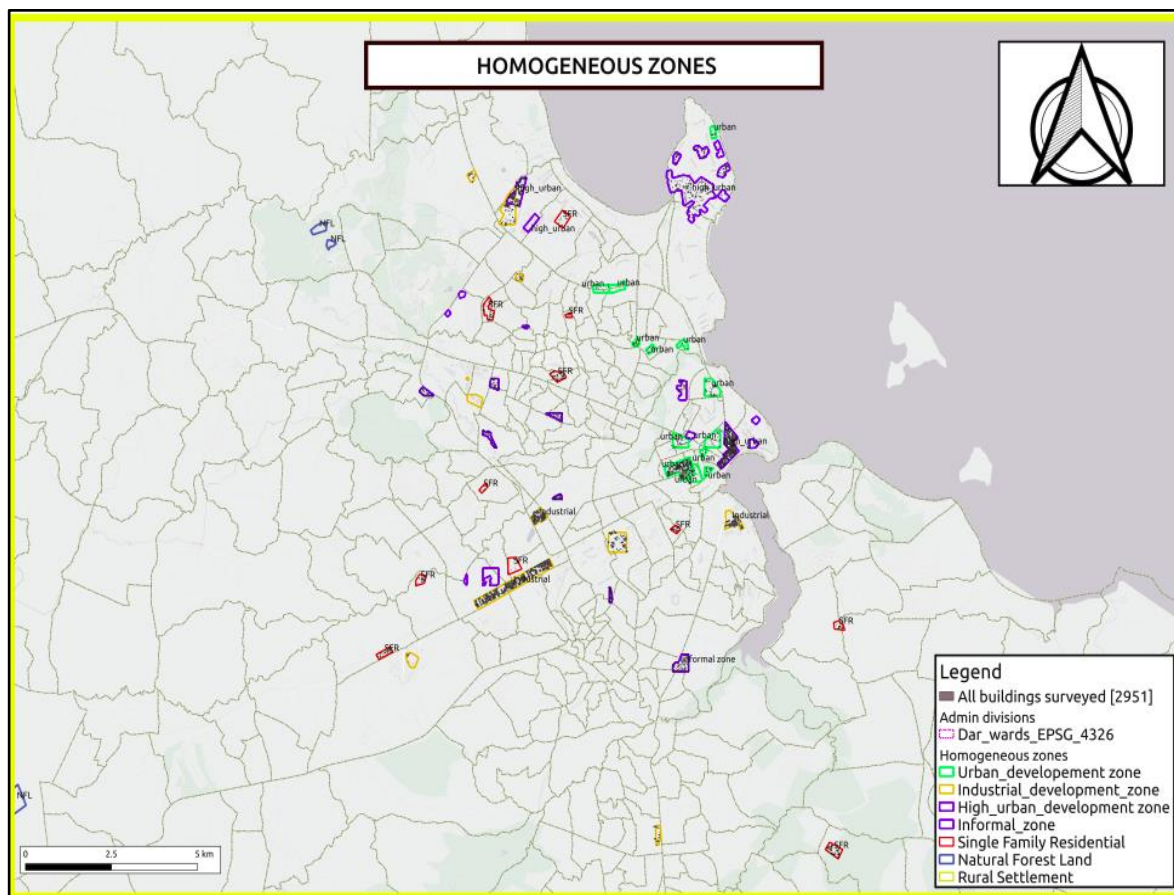 HOMOGENEOUS ZONES
urban
high_urban
high_urban
SFR
high_urban
NFL
NFL
urban
urban
SFR
SFR
urban
urban
urban
SFR
urban
urban
urban
urban
urban
urban
SFR
industrial
SFR
industrial
SFR
SFR
SFR
SFR
NFL
SFR
Legend
All buildings surveyed [2951]
Admin divisions
Dar_wards_EPSG_4326
Homogeneous zones
Urban_developement zone
Industrial_development_zone
High_urban_development zone
Informal_zone
Single Family Residential
Natural Forest Land
Rural Settlement
0 2.5 5 km